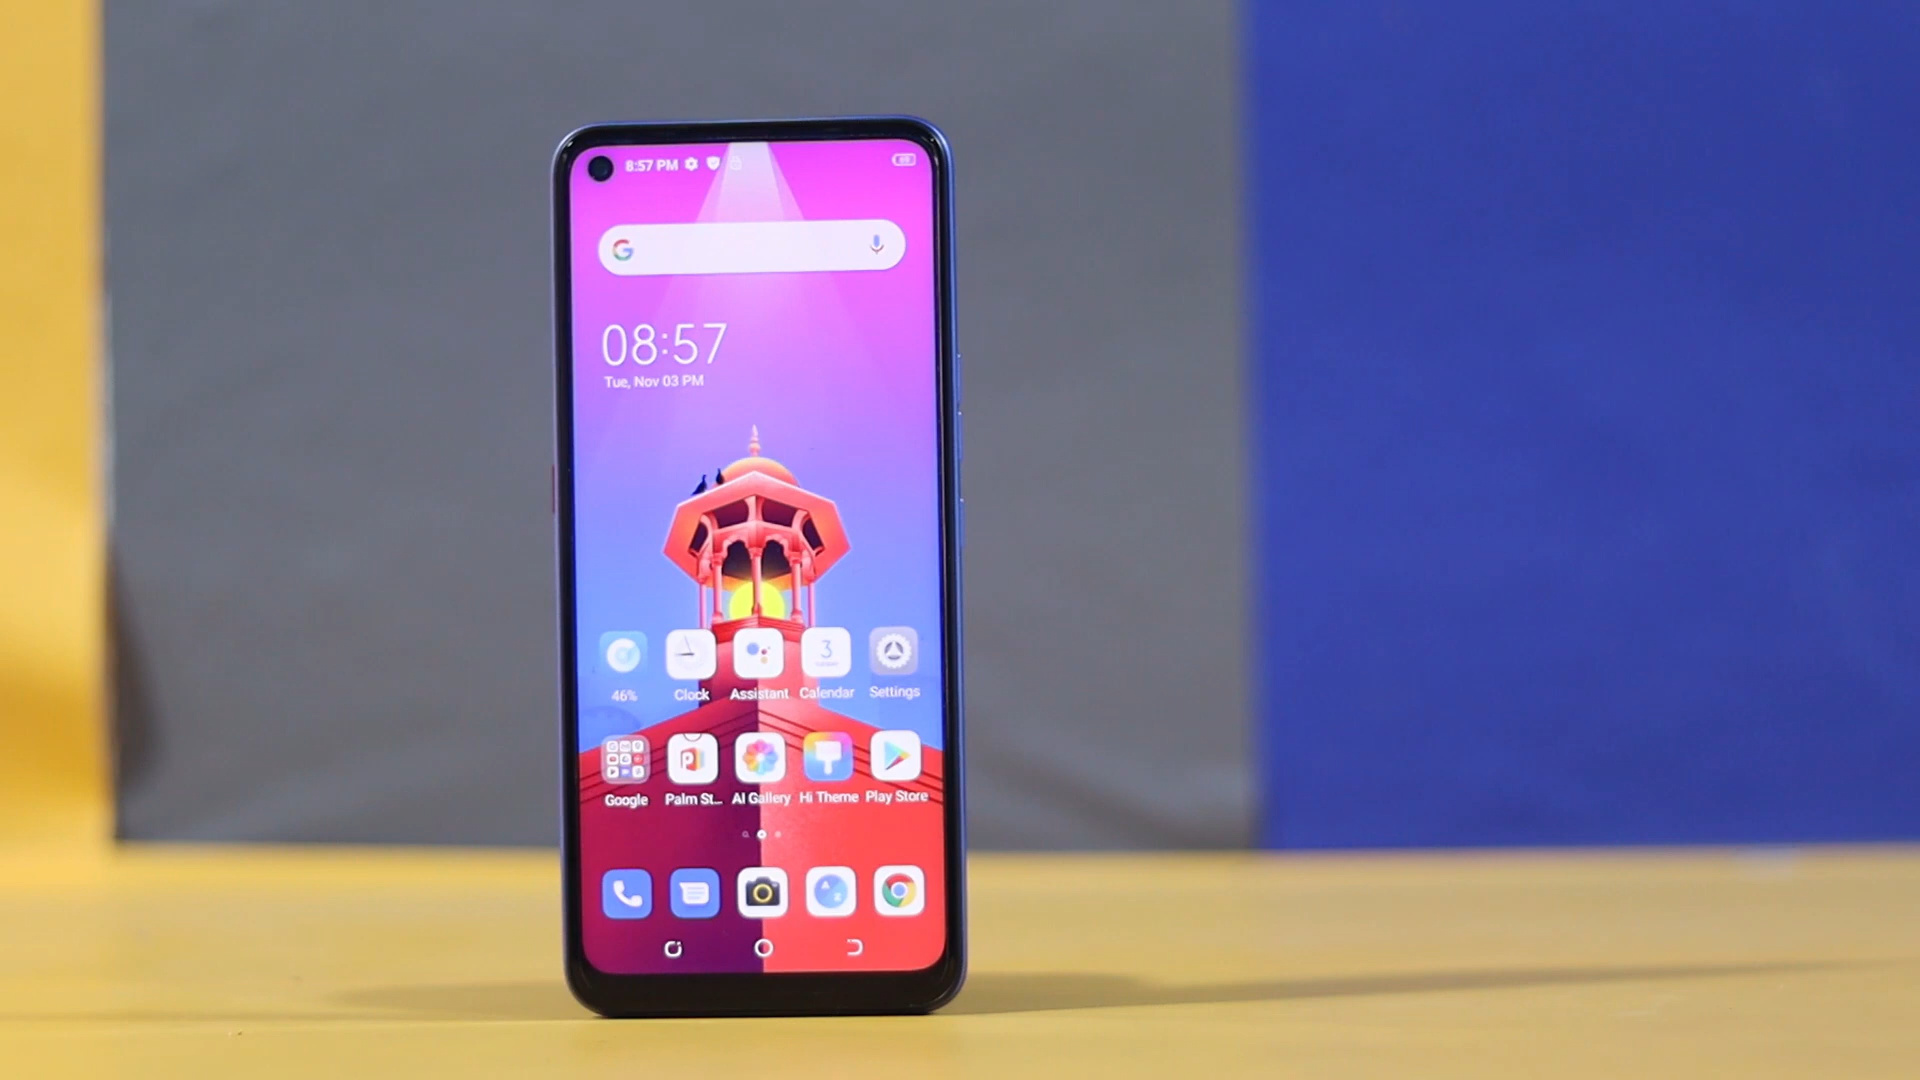 8:57 PM
08:57
Tue, Nov 03 PM
46%
Clock
Assistant
3
Calendar
Settings
Google
Palm St...
AI Gallery
Hi Theme
Play Store